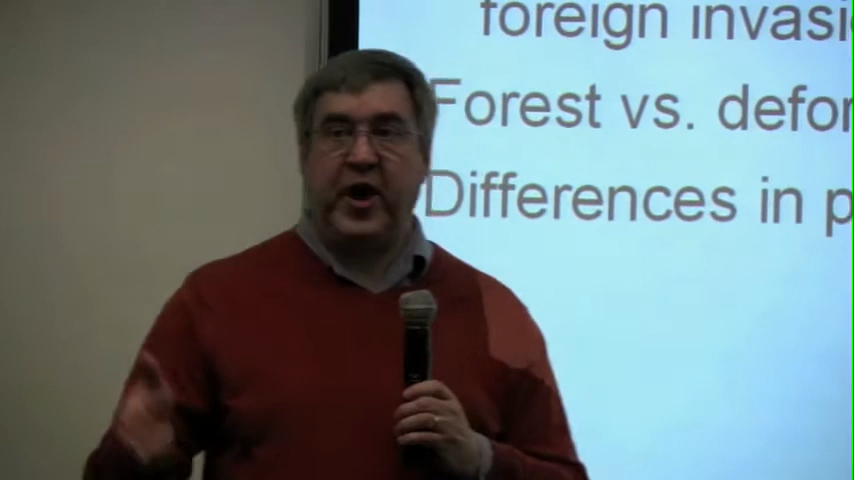 foreign invasi
Forest vs. defor
Differences in p